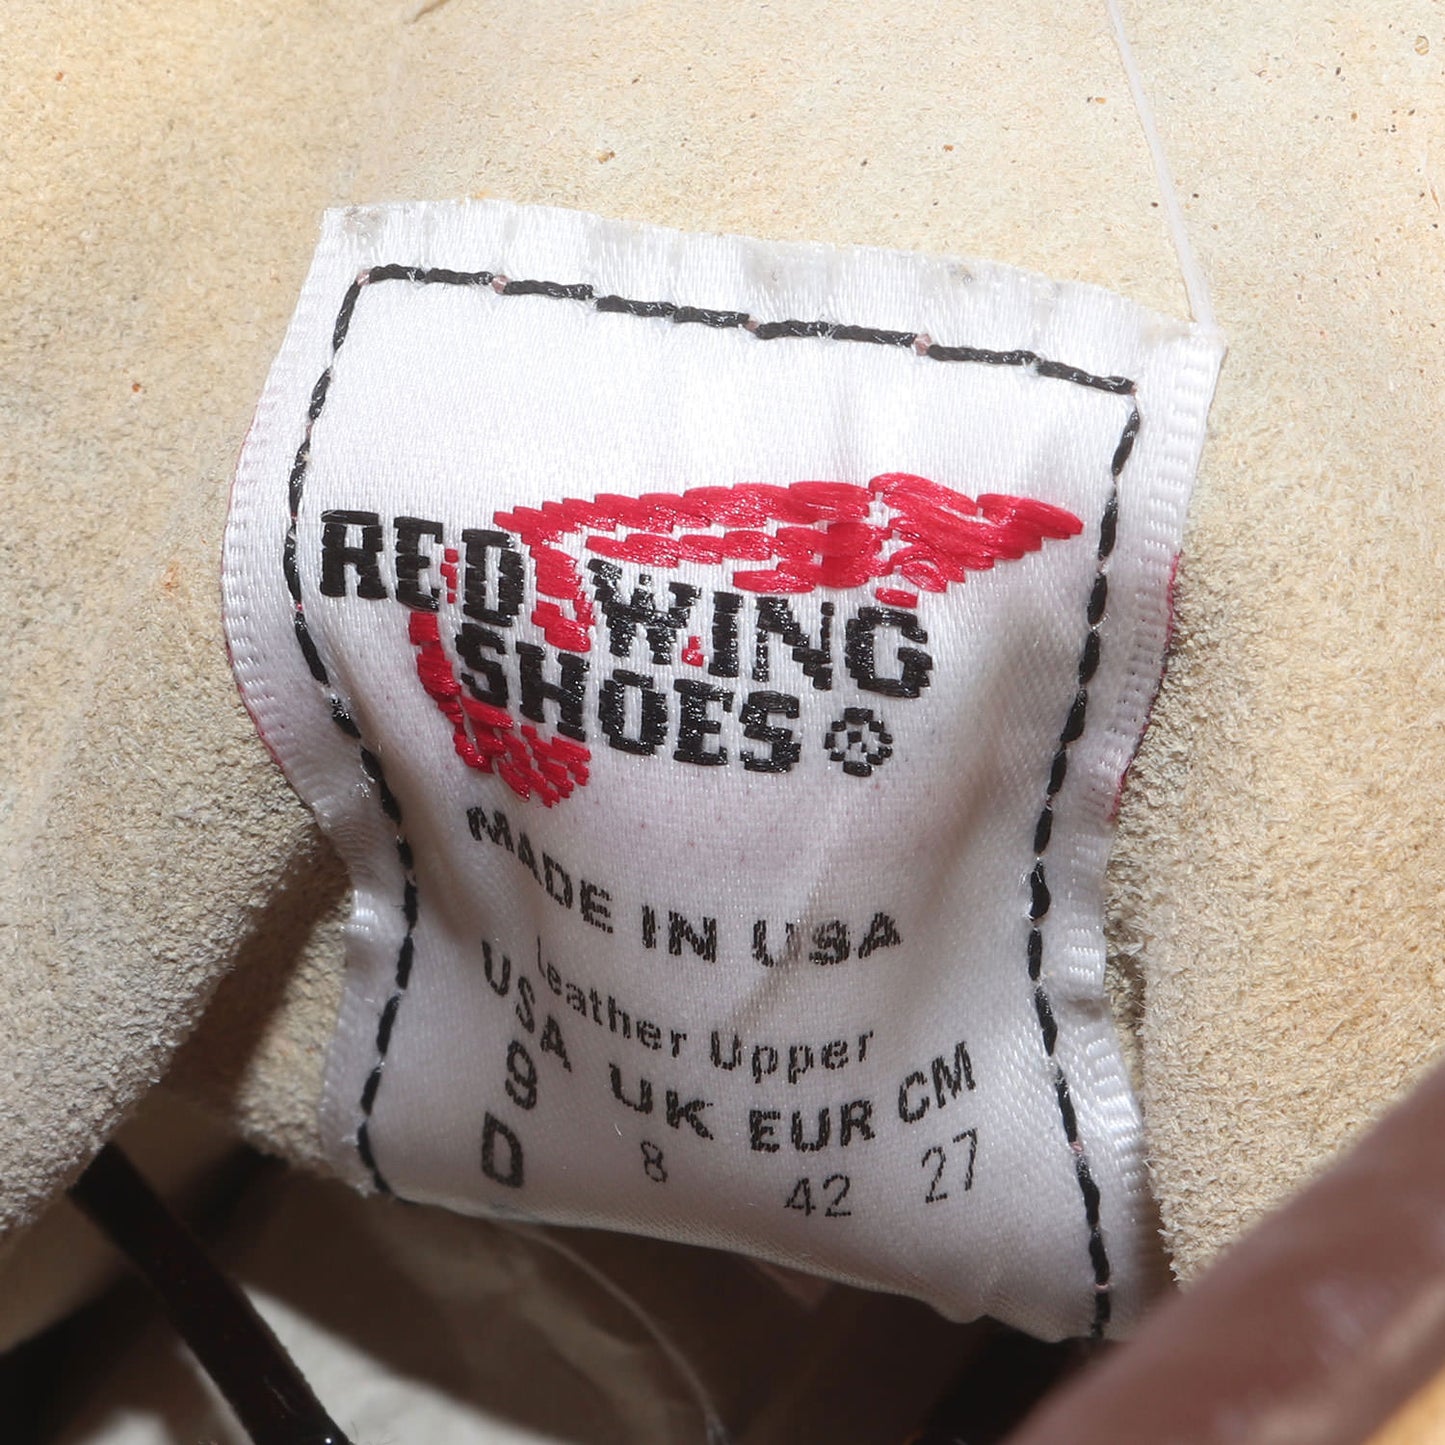 RED WING
SHOES ®
MADE IN USA
Leather Upper
USA UK EUR CM
9 8 42 27
D